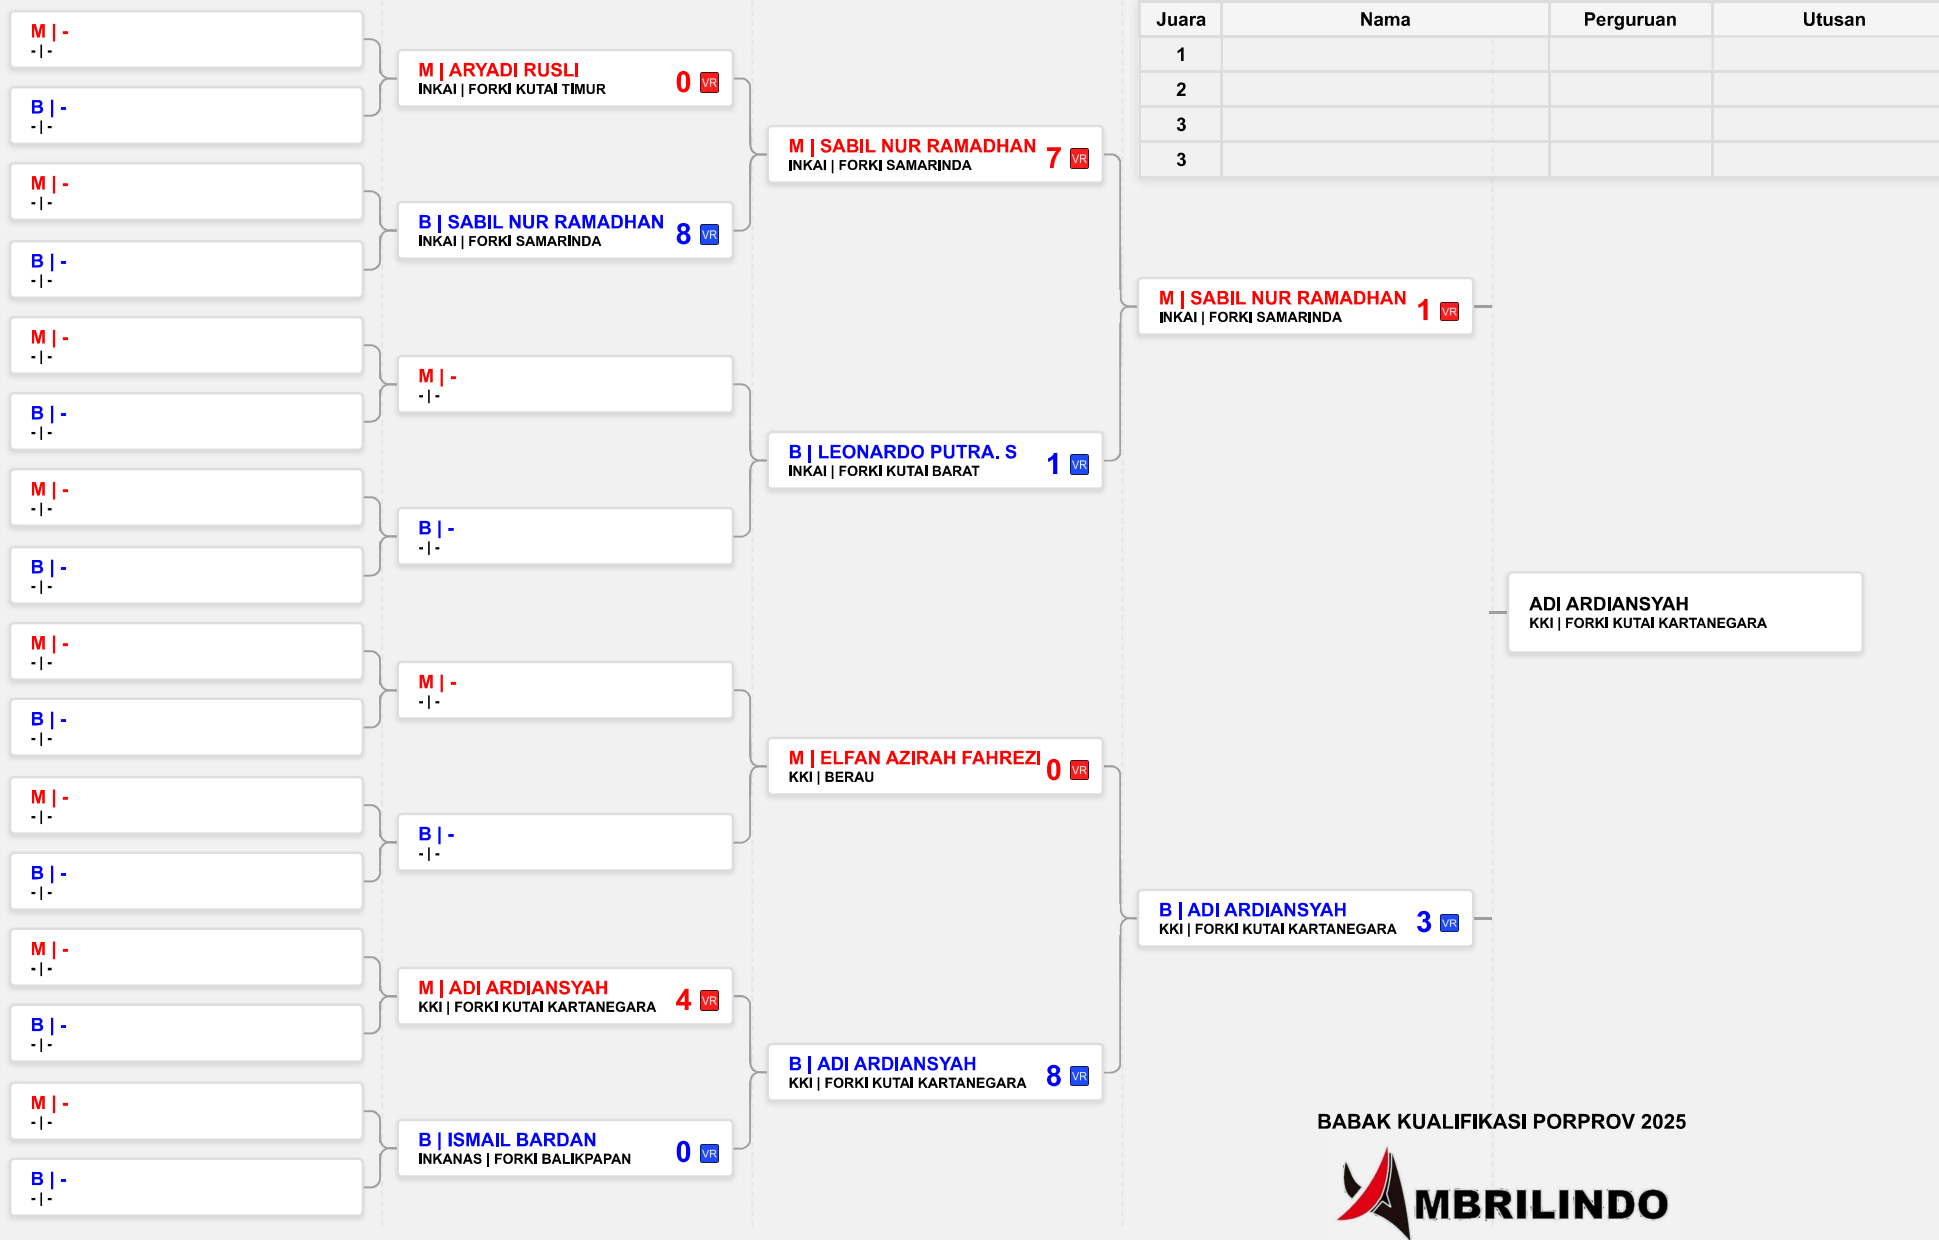 M | -
- | -
B | -
- | -
M | -
- | -
B | -
- | -
M | -
- | -
B | -
- | -
M | -
- | -
B | -
- | -
M | -
- | -
B | -
- | -
M | -
- | -
B | -
- | -
M | -
- | -
B | -
- | -
M | -
- | -
B | -
- | -
M | ARYADI RUSLI 0 VR
INKAI | FORKI KUTAI TIMUR
B | SABIL NUR RAMADHAN 8 VR
INKAI | FORKI SAMARINDA
M | -
- | -
B | -
- | -
M | -
- | -
B | -
- | -
M | ADI ARDIANSYAH 4 VR
KKI | FORKI KUTAI KARTANEGARA
B | ISMAIL BARDAN 0 VR
INKANAS | FORKI BALIKPAPAN
M | SABIL NUR RAMADHAN 7 VR
INKAI | FORKI SAMARINDA
B | LEONARDO PUTRA. S 1 VR
INKAI | FORKI KUTAI BARAT
M | ELFAN AZIRAH FAHREZI 0 VR
KKI | BERAU
B | ADI ARDIANSYAH 8 VR
KKI | FORKI KUTAI KARTANEGARA
M | SABIL NUR RAMADHAN 1 VR
INKAI | FORKI SAMARINDA
B | ADI ARDIANSYAH 3 VR
KKI | FORKI KUTAI KARTANEGARA
ADI ARDIANSYAH
KKI | FORKI KUTAI KARTANEGARA
Juara Nama Perguruan Utusan
1
2
3
3
BABAK KUALIFIKASI PORPROV 2025
MBRILINDO